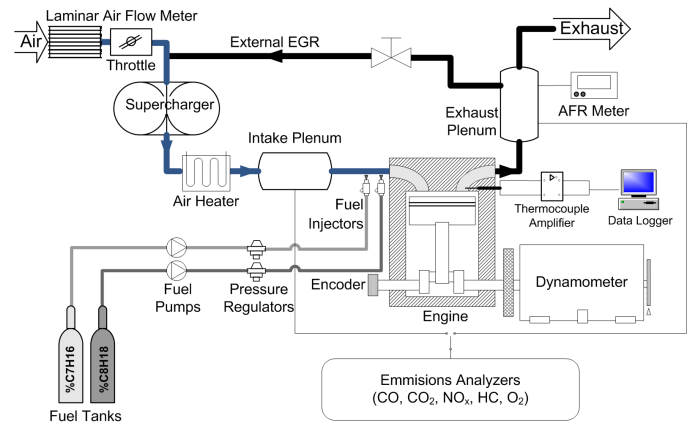 Laminar Air Flow Meter
Air
Throttle
External EGR
Exhaust
Supercharger
Exhaust
Plenum
AFR Meter
Intake Plenum
Air Heater
Fuel
Injectors
Thermocouple
Amplifier
Data Logger
Fuel
Pumps
Pressure
Regulators
Encoder
Engine
Dynamometer
%C7H16
%C8H18
Fuel Tanks
Emmisions Analyzers
(CO, CO₂, NOₓ, HC, O₂)